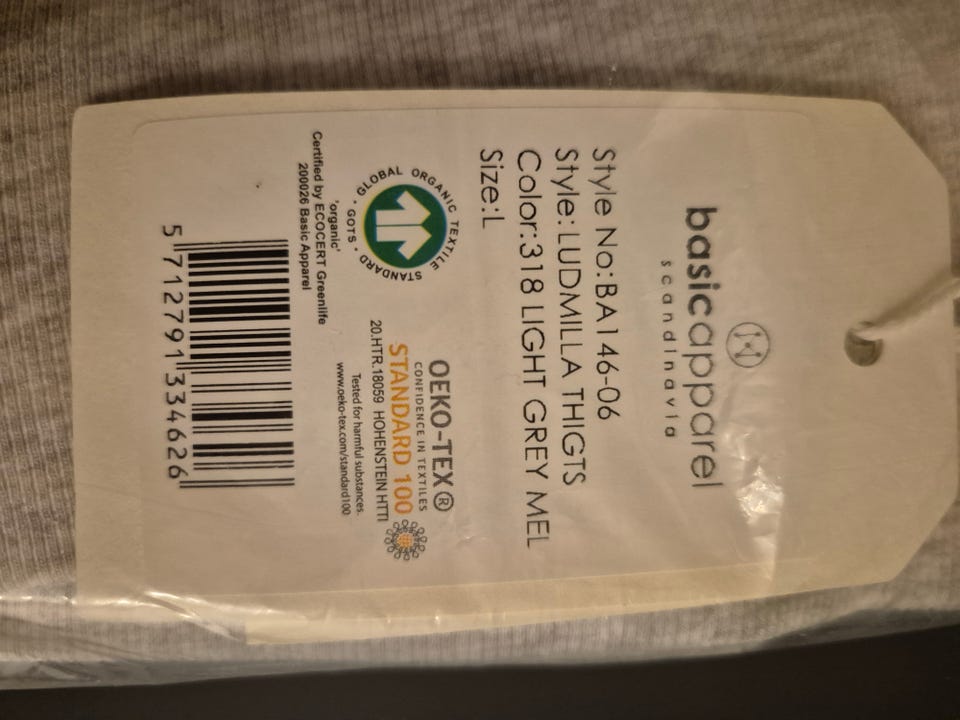 basicapparel
scandinavia
Style No:BA146-06
Style:LUDMILLA THIGTS
Color:318 LIGHT GREY MEL
Size:L
GLOBAL ORGANIC TEXTILE STANDARD · GOTS ·
'organic'
Certified by ECOCERT Greenlife
200026 Basic Apparel
OEKO-TEX®
CONFIDENCE IN TEXTILES
STANDARD 100
20.HTR.18059 HOHENSTEIN HTTI
Tested for harmful substances.
www.oeko-tex.com/standard100
5 712791 334626